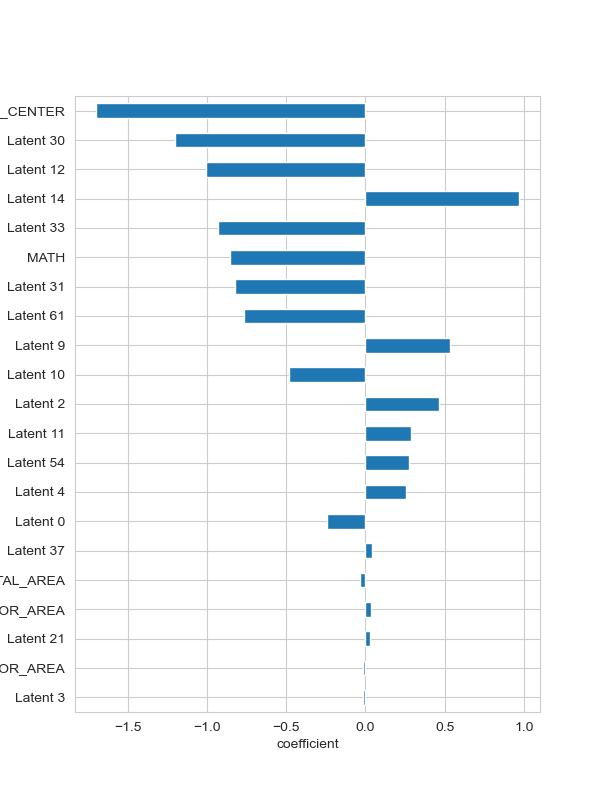 _CENTER
Latent 30
Latent 12
Latent 14
Latent 33
MATH
Latent 31
Latent 61
Latent 9
Latent 10
Latent 2
Latent 11
Latent 54
Latent 4
Latent 0
Latent 37
TAL_AREA
OR_AREA
Latent 21
OR_AREA
Latent 3
−1.5 −1.0 −0.5 0.0 0.5 1.0
coefficient